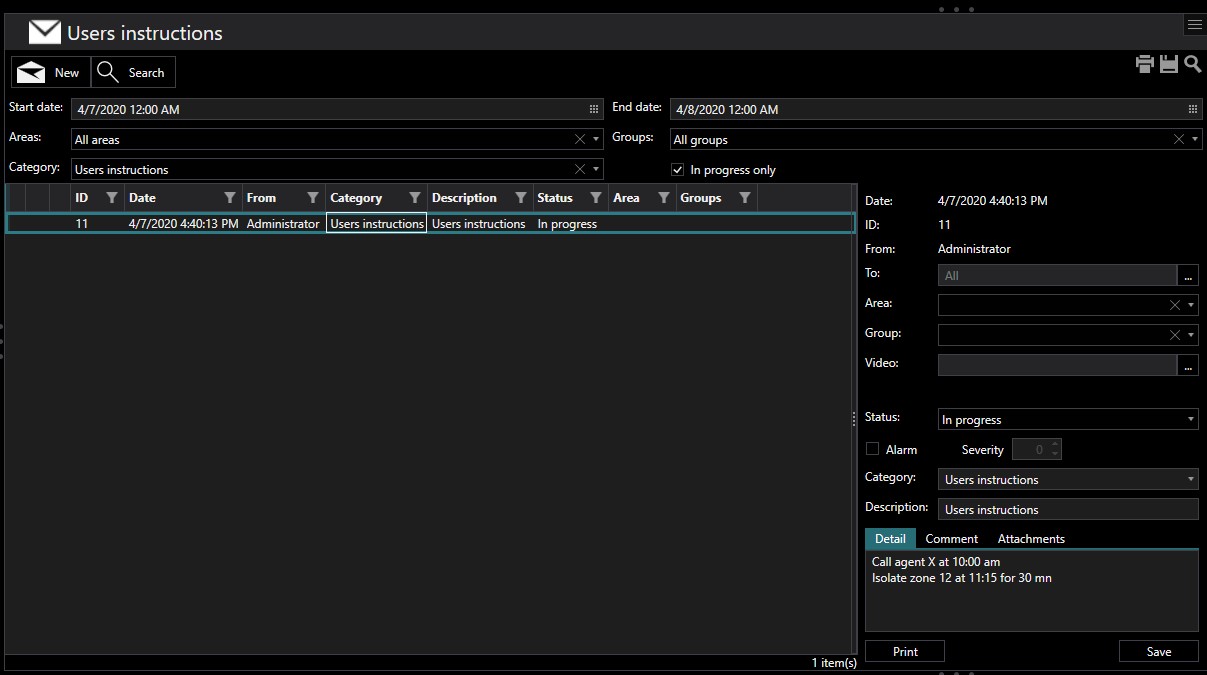 Users instructions
New Search
Start date: 4/7/2020 12:00 AM End date: 4/8/2020 12:00 AM
Areas: All areas Groups: All groups
Category: Users instructions In progress only
ID Date From Category Description Status Area Groups
11 4/7/2020 4:40:13 PM Administrator Users instructions Users instructions In progress
1 item(s)
Date: 4/7/2020 4:40:13 PM
ID: 11
From: Administrator
To: All ...
Area:
Group:
Video: ...
Status: In progress
Alarm Severity 0
Category: Users instructions
Description: Users instructions
Detail Comment Attachments
Call agent X at 10:00 am
Isolate zone 12 at 11:15 for 30 mn
Print Save